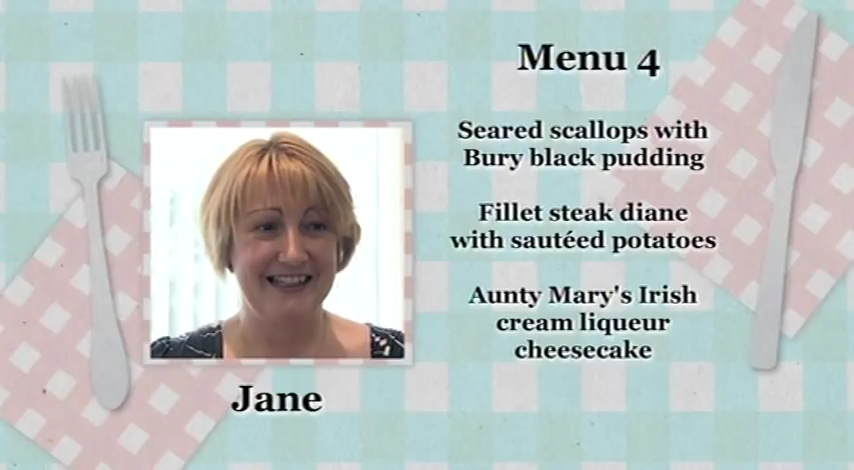 Menu 4
Seared scallops with
Bury black pudding
Fillet steak diane
with sautéed potatoes
Aunty Mary's Irish
cream liqueur
cheesecake
Jane